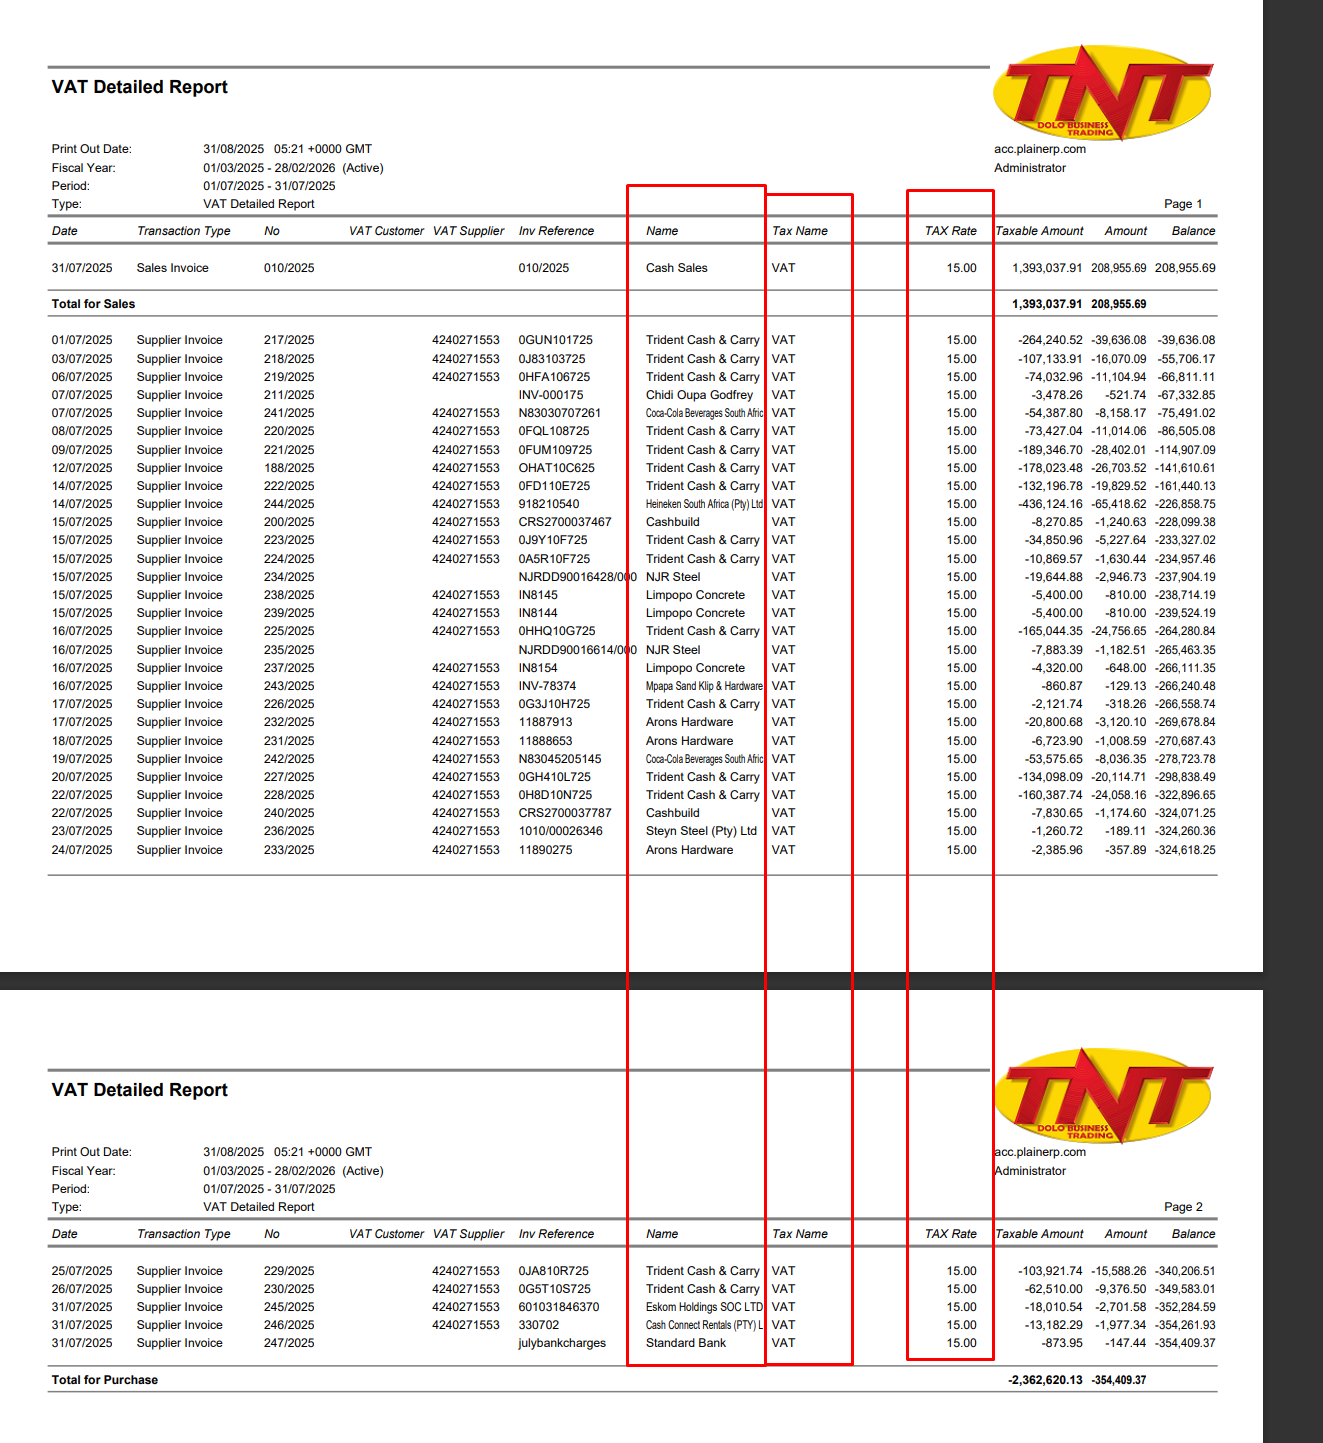 TNT
DOLO BUSINESS
TRADING
VAT Detailed Report
Print Out Date: 31/08/2025 05:21 +0000 GMT acc.plainerp.com
Fiscal Year: 01/03/2025 - 28/02/2026 (Active) Administrator
Period: 01/07/2025 - 31/07/2025
Type: VAT Detailed Report Page 1
Date Transaction Type No VAT Customer VAT Supplier Inv Reference Name Tax Name TAX Rate Taxable Amount Amount Balance
31/07/2025 Sales Invoice 010/2025 010/2025 Cash Sales VAT 15.00 1,393,037.91 208,955.69 208,955.69
Total for Sales 1,393,037.91 208,955.69
01/07/2025 Supplier Invoice 217/2025 4240271553 0GUN101725 Trident Cash & Carry VAT 15.00 -264,240.52 -39,636.08 -39,636.08
03/07/2025 Supplier Invoice 218/2025 4240271553 0J83103725 Trident Cash & Carry VAT 15.00 -107,133.91 -16,070.09 -55,706.17
06/07/2025 Supplier Invoice 219/2025 4240271553 0HFA106725 Trident Cash & Carry VAT 15.00 -74,032.96 -11,104.94 -66,811.11
07/07/2025 Supplier Invoice 211/2025 INV-000175 Chidi Oupa Godfrey VAT 15.00 -3,478.26 -521.74 -67,332.85
07/07/2025 Supplier Invoice 241/2025 4240271553 N83030707261 Coca-Cola Beverages South Afric VAT 15.00 -54,387.80 -8,158.17 -75,491.02
08/07/2025 Supplier Invoice 220/2025 4240271553 0FQL108725 Trident Cash & Carry VAT 15.00 -73,427.04 -11,014.06 -86,505.08
09/07/2025 Supplier Invoice 221/2025 4240271553 0FUM109725 Trident Cash & Carry VAT 15.00 -189,346.70 -28,402.01 -114,907.09
12/07/2025 Supplier Invoice 188/2025 4240271553 OHAT10C625 Trident Cash & Carry VAT 15.00 -178,023.48 -26,703.52 -141,610.61
14/07/2025 Supplier Invoice 222/2025 4240271553 0FD110E725 Trident Cash & Carry VAT 15.00 -132,196.78 -19,829.52 -161,440.13
14/07/2025 Supplier Invoice 244/2025 4240271553 918210540 Heineken South Africa (Pty) Ltd VAT 15.00 -436,124.16 -65,418.62 -226,858.75
15/07/2025 Supplier Invoice 200/2025 4240271553 CRS2700037467 Cashbuild VAT 15.00 -8,270.85 -1,240.63 -228,099.38
15/07/2025 Supplier Invoice 223/2025 4240271553 0J9Y10F725 Trident Cash & Carry VAT 15.00 -34,850.96 -5,227.64 -233,327.02
15/07/2025 Supplier Invoice 224/2025 4240271553 0A5R10F725 Trident Cash & Carry VAT 15.00 -10,869.57 -1,630.44 -234,957.46
15/07/2025 Supplier Invoice 234/2025 NJRDD90016428/000 NJR Steel VAT 15.00 -19,644.88 -2,946.73 -237,904.19
15/07/2025 Supplier Invoice 238/2025 4240271553 IN8145 Limpopo Concrete VAT 15.00 -5,400.00 -810.00 -238,714.19
15/07/2025 Supplier Invoice 239/2025 4240271553 IN8144 Limpopo Concrete VAT 15.00 -5,400.00 -810.00 -239,524.19
16/07/2025 Supplier Invoice 225/2025 4240271553 0HHQ10G725 Trident Cash & Carry VAT 15.00 -165,044.35 -24,756.65 -264,280.84
16/07/2025 Supplier Invoice 235/2025 NJRDD90016614/000 NJR Steel VAT 15.00 -7,883.39 -1,182.51 -265,463.35
16/07/2025 Supplier Invoice 237/2025 4240271553 IN8154 Limpopo Concrete VAT 15.00 -4,320.00 -648.00 -266,111.35
16/07/2025 Supplier Invoice 243/2025 4240271553 INV-78374 Mpapa Sand Klip & Hardware VAT 15.00 -860.87 -129.13 -266,240.48
17/07/2025 Supplier Invoice 226/2025 4240271553 0G3J10H725 Trident Cash & Carry VAT 15.00 -2,121.74 -318.26 -266,558.74
17/07/2025 Supplier Invoice 232/2025 4240271553 11887913 Arons Hardware VAT 15.00 -20,800.68 -3,120.10 -269,678.84
18/07/2025 Supplier Invoice 231/2025 4240271553 11888653 Arons Hardware VAT 15.00 -6,723.90 -1,008.59 -270,687.43
19/07/2025 Supplier Invoice 242/2025 4240271553 N83045205145 Coca-Cola Beverages South Afric VAT 15.00 -53,575.65 -8,036.35 -278,723.78
20/07/2025 Supplier Invoice 227/2025 4240271553 0GH410L725 Trident Cash & Carry VAT 15.00 -134,098.09 -20,114.71 -298,838.49
22/07/2025 Supplier Invoice 228/2025 4240271553 0H8D10N725 Trident Cash & Carry VAT 15.00 -160,387.74 -24,058.16 -322,896.65
22/07/2025 Supplier Invoice 240/2025 4240271553 CRS2700037787 Cashbuild VAT 15.00 -7,830.65 -1,174.60 -324,071.25
23/07/2025 Supplier Invoice 236/2025 4240271553 1010/00026346 Steyn Steel (Pty) Ltd VAT 15.00 -1,260.72 -189.11 -324,260.36
24/07/2025 Supplier Invoice 233/2025 4240271553 11890275 Arons Hardware VAT 15.00 -2,385.96 -357.89 -324,618.25
TNT
DOLO BUSINESS
TRADING
VAT Detailed Report
Print Out Date: 31/08/2025 05:21 +0000 GMT acc.plainerp.com
Fiscal Year: 01/03/2025 - 28/02/2026 (Active) Administrator
Period: 01/07/2025 - 31/07/2025
Type: VAT Detailed Report Page 2
Date Transaction Type No VAT Customer VAT Supplier Inv Reference Name Tax Name TAX Rate Taxable Amount Amount Balance
25/07/2025 Supplier Invoice 229/2025 4240271553 0JA810R725 Trident Cash & Carry VAT 15.00 -103,921.74 -15,588.26 -340,206.51
26/07/2025 Supplier Invoice 230/2025 4240271553 0G5T10S725 Trident Cash & Carry VAT 15.00 -62,510.00 -9,376.50 -349,583.01
31/07/2025 Supplier Invoice 245/2025 4240271553 601031846370 Eskom Holdings SOC LTD VAT 15.00 -18,010.54 -2,701.58 -352,284.59
31/07/2025 Supplier Invoice 246/2025 4240271553 330702 Cash Connect Rentals (PTY) L VAT 15.00 -13,182.29 -1,977.34 -354,261.93
31/07/2025 Supplier Invoice 247/2025 julybankcharges Standard Bank VAT 15.00 -873.95 -147.44 -354,409.37
Total for Purchase -2,362,620.13 -354,409.37